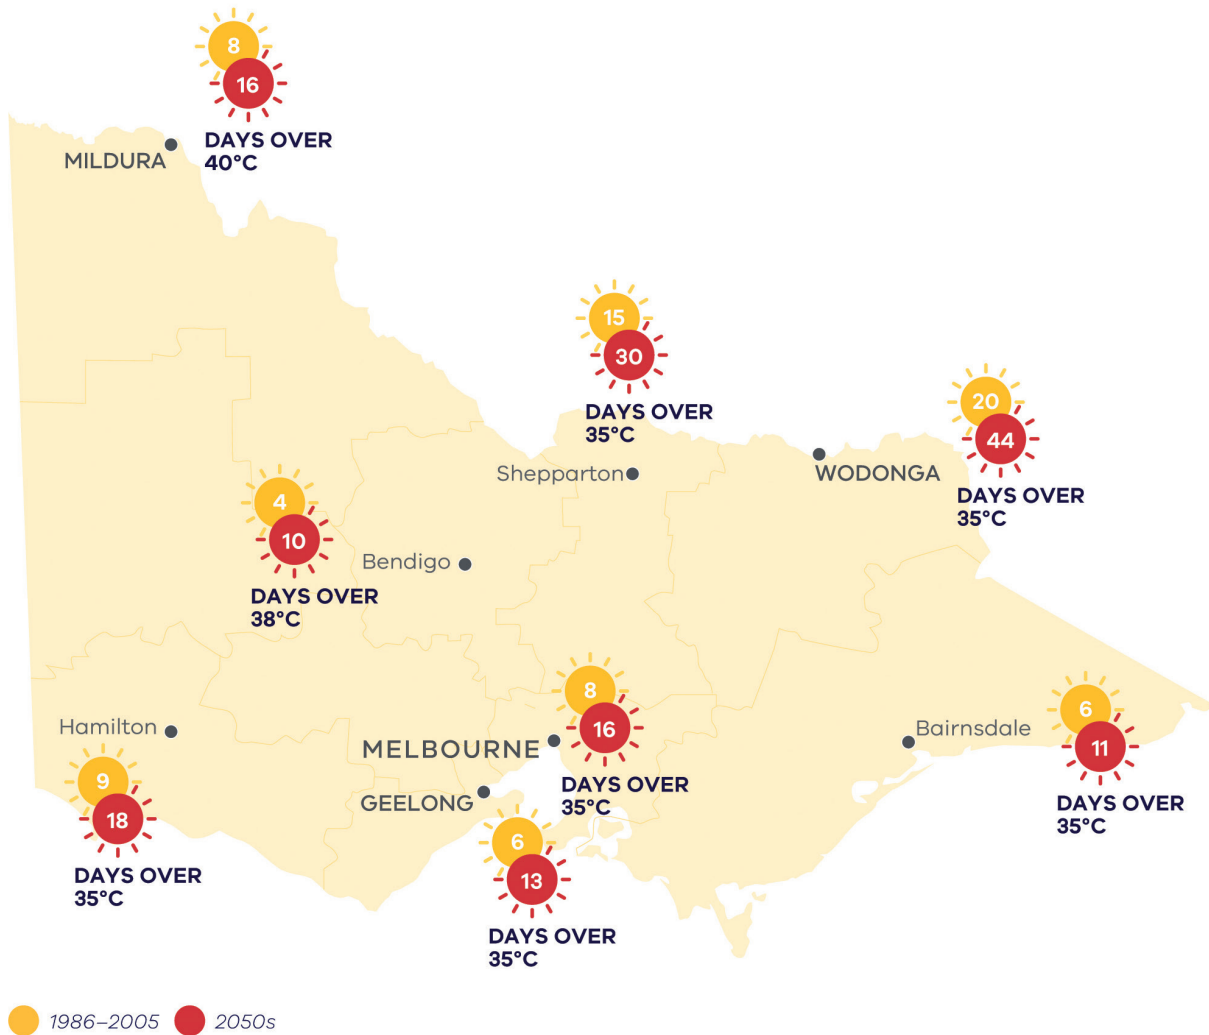 8
16
DAYS OVER
40°C
MILDURA
15
30
DAYS OVER
35°C
Shepparton
20
44
DAYS OVER
35°C
WODONGA
4
10
DAYS OVER
38°C
Bendigo
8
16
DAYS OVER
35°C
MELBOURNE
Hamilton
9
18
DAYS OVER
35°C
GEELONG
6
13
DAYS OVER
35°C
Bairnsdale
6
11
DAYS OVER
35°C
1986–2005
2050s